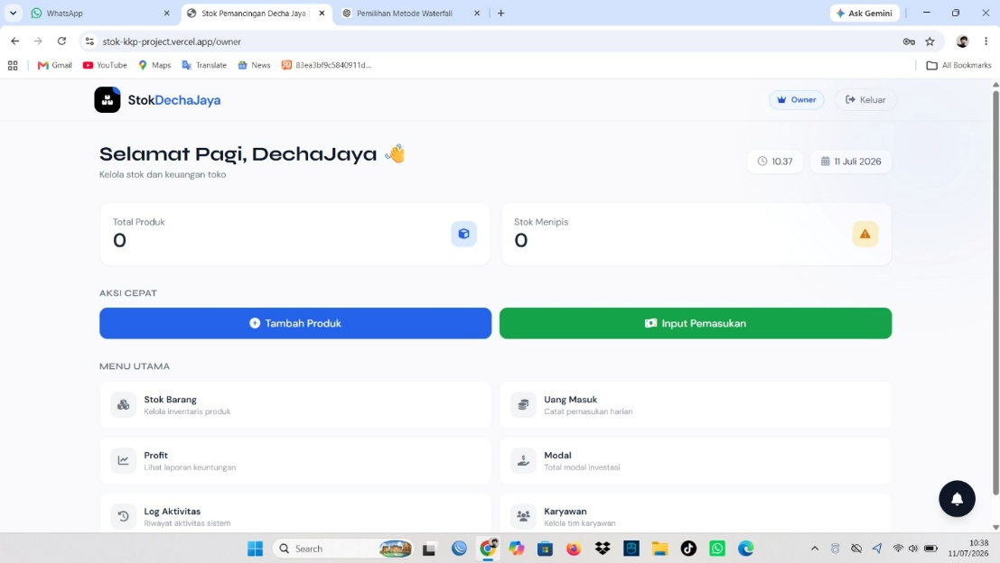 WhatsApp
Stok Pemancingan Decha Jaya |
Pemilihan Metode Waterfall
Ask Gemini
stok-kkp-project.vercel.app/owner
Gmail
YouTube
Maps
Translate
News
83ea3bf9c5840911d...
All Bookmarks
StokDechaJaya
Owner
Keluar
Selamat Pagi, DechaJaya 👋
Kelola stok dan keuangan toko
10.37
11 Juli 2026
Total Produk
0
Stok Menipis
0
AKSI CEPAT
Tambah Produk
Input Pemasukan
MENU UTAMA
Stok Barang
Kelola inventaris produk
Uang Masuk
Catat pemasukan harian
Profit
Lihat laporan keuntungan
Modal
Total modal investasi
Log Aktivitas
Riwayat aktivitas sistem
Karyawan
Kelola tim karyawan
Search
10:38
11/07/2026